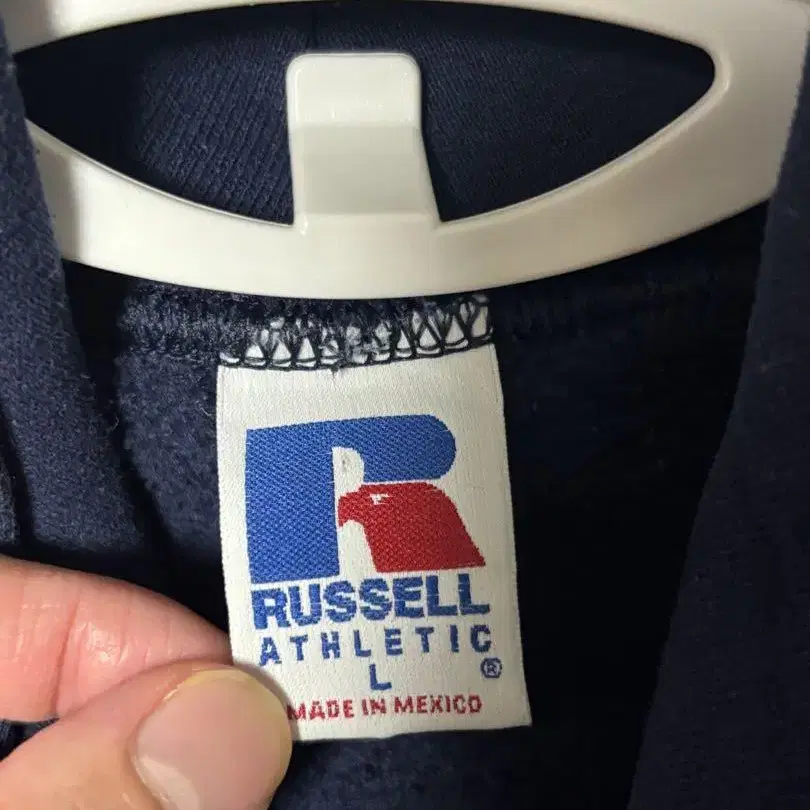 RUSSELL
ATHLETIC
L ®
MADE IN MEXICO